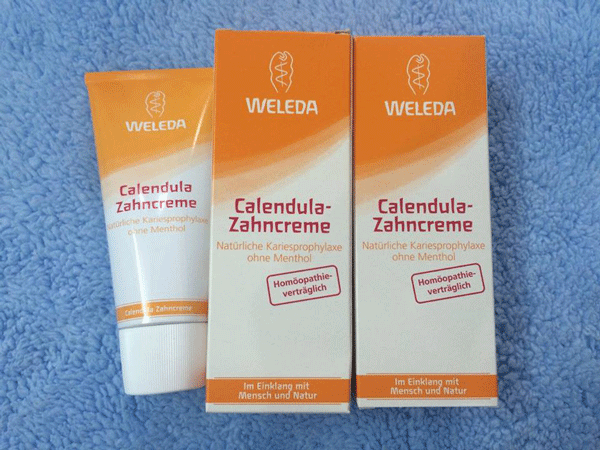 WELEDA
Calendula
Zahncreme
Natürliche Kariesprophylaxe
ohne Menthol
Calendula Zahncreme
WELEDA
Calendula-
Zahncreme
Natürliche Kariesprophylaxe
ohne Menthol
Homöopathie-
verträglich
Im Einklang mit
Mensch und Natur
WELEDA
Calendula-
Zahncreme
Natürliche Kariesprophylaxe
ohne Menthol
Homöopathie-
verträglich
Im Einklang mit
Mensch und Natur